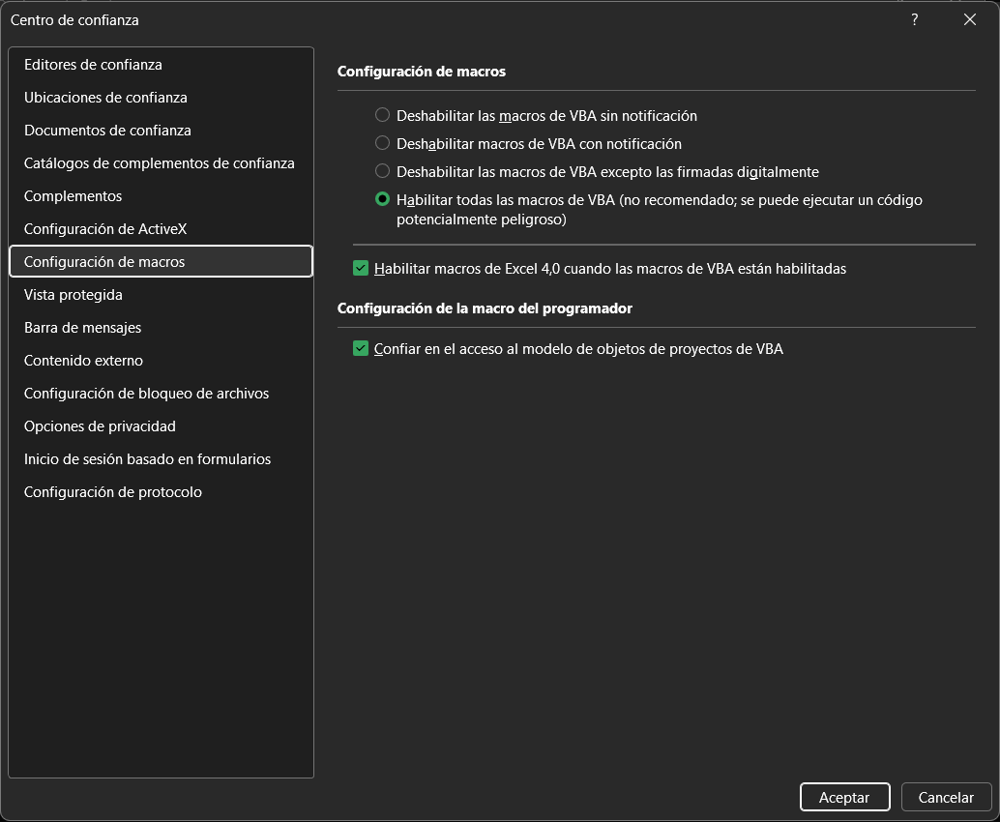 Centro de confianza
?
Editores de confianza
Ubicaciones de confianza
Documentos de confianza
Catálogos de complementos de confianza
Complementos
Configuración de ActiveX
Configuración de macros
Vista protegida
Barra de mensajes
Contenido externo
Configuración de bloqueo de archivos
Opciones de privacidad
Inicio de sesión basado en formularios
Configuración de protocolo
Configuración de macros
Deshabilitar las macros de VBA sin notificación
Deshabilitar macros de VBA con notificación
Deshabilitar las macros de VBA excepto las firmadas digitalmente
Habilitar todas las macros de VBA (no recomendado; se puede ejecutar un código
potencialmente peligroso)
Habilitar macros de Excel 4,0 cuando las macros de VBA están habilitadas
Configuración de la macro del programador
Confiar en el acceso al modelo de objetos de proyectos de VBA
Aceptar
Cancelar